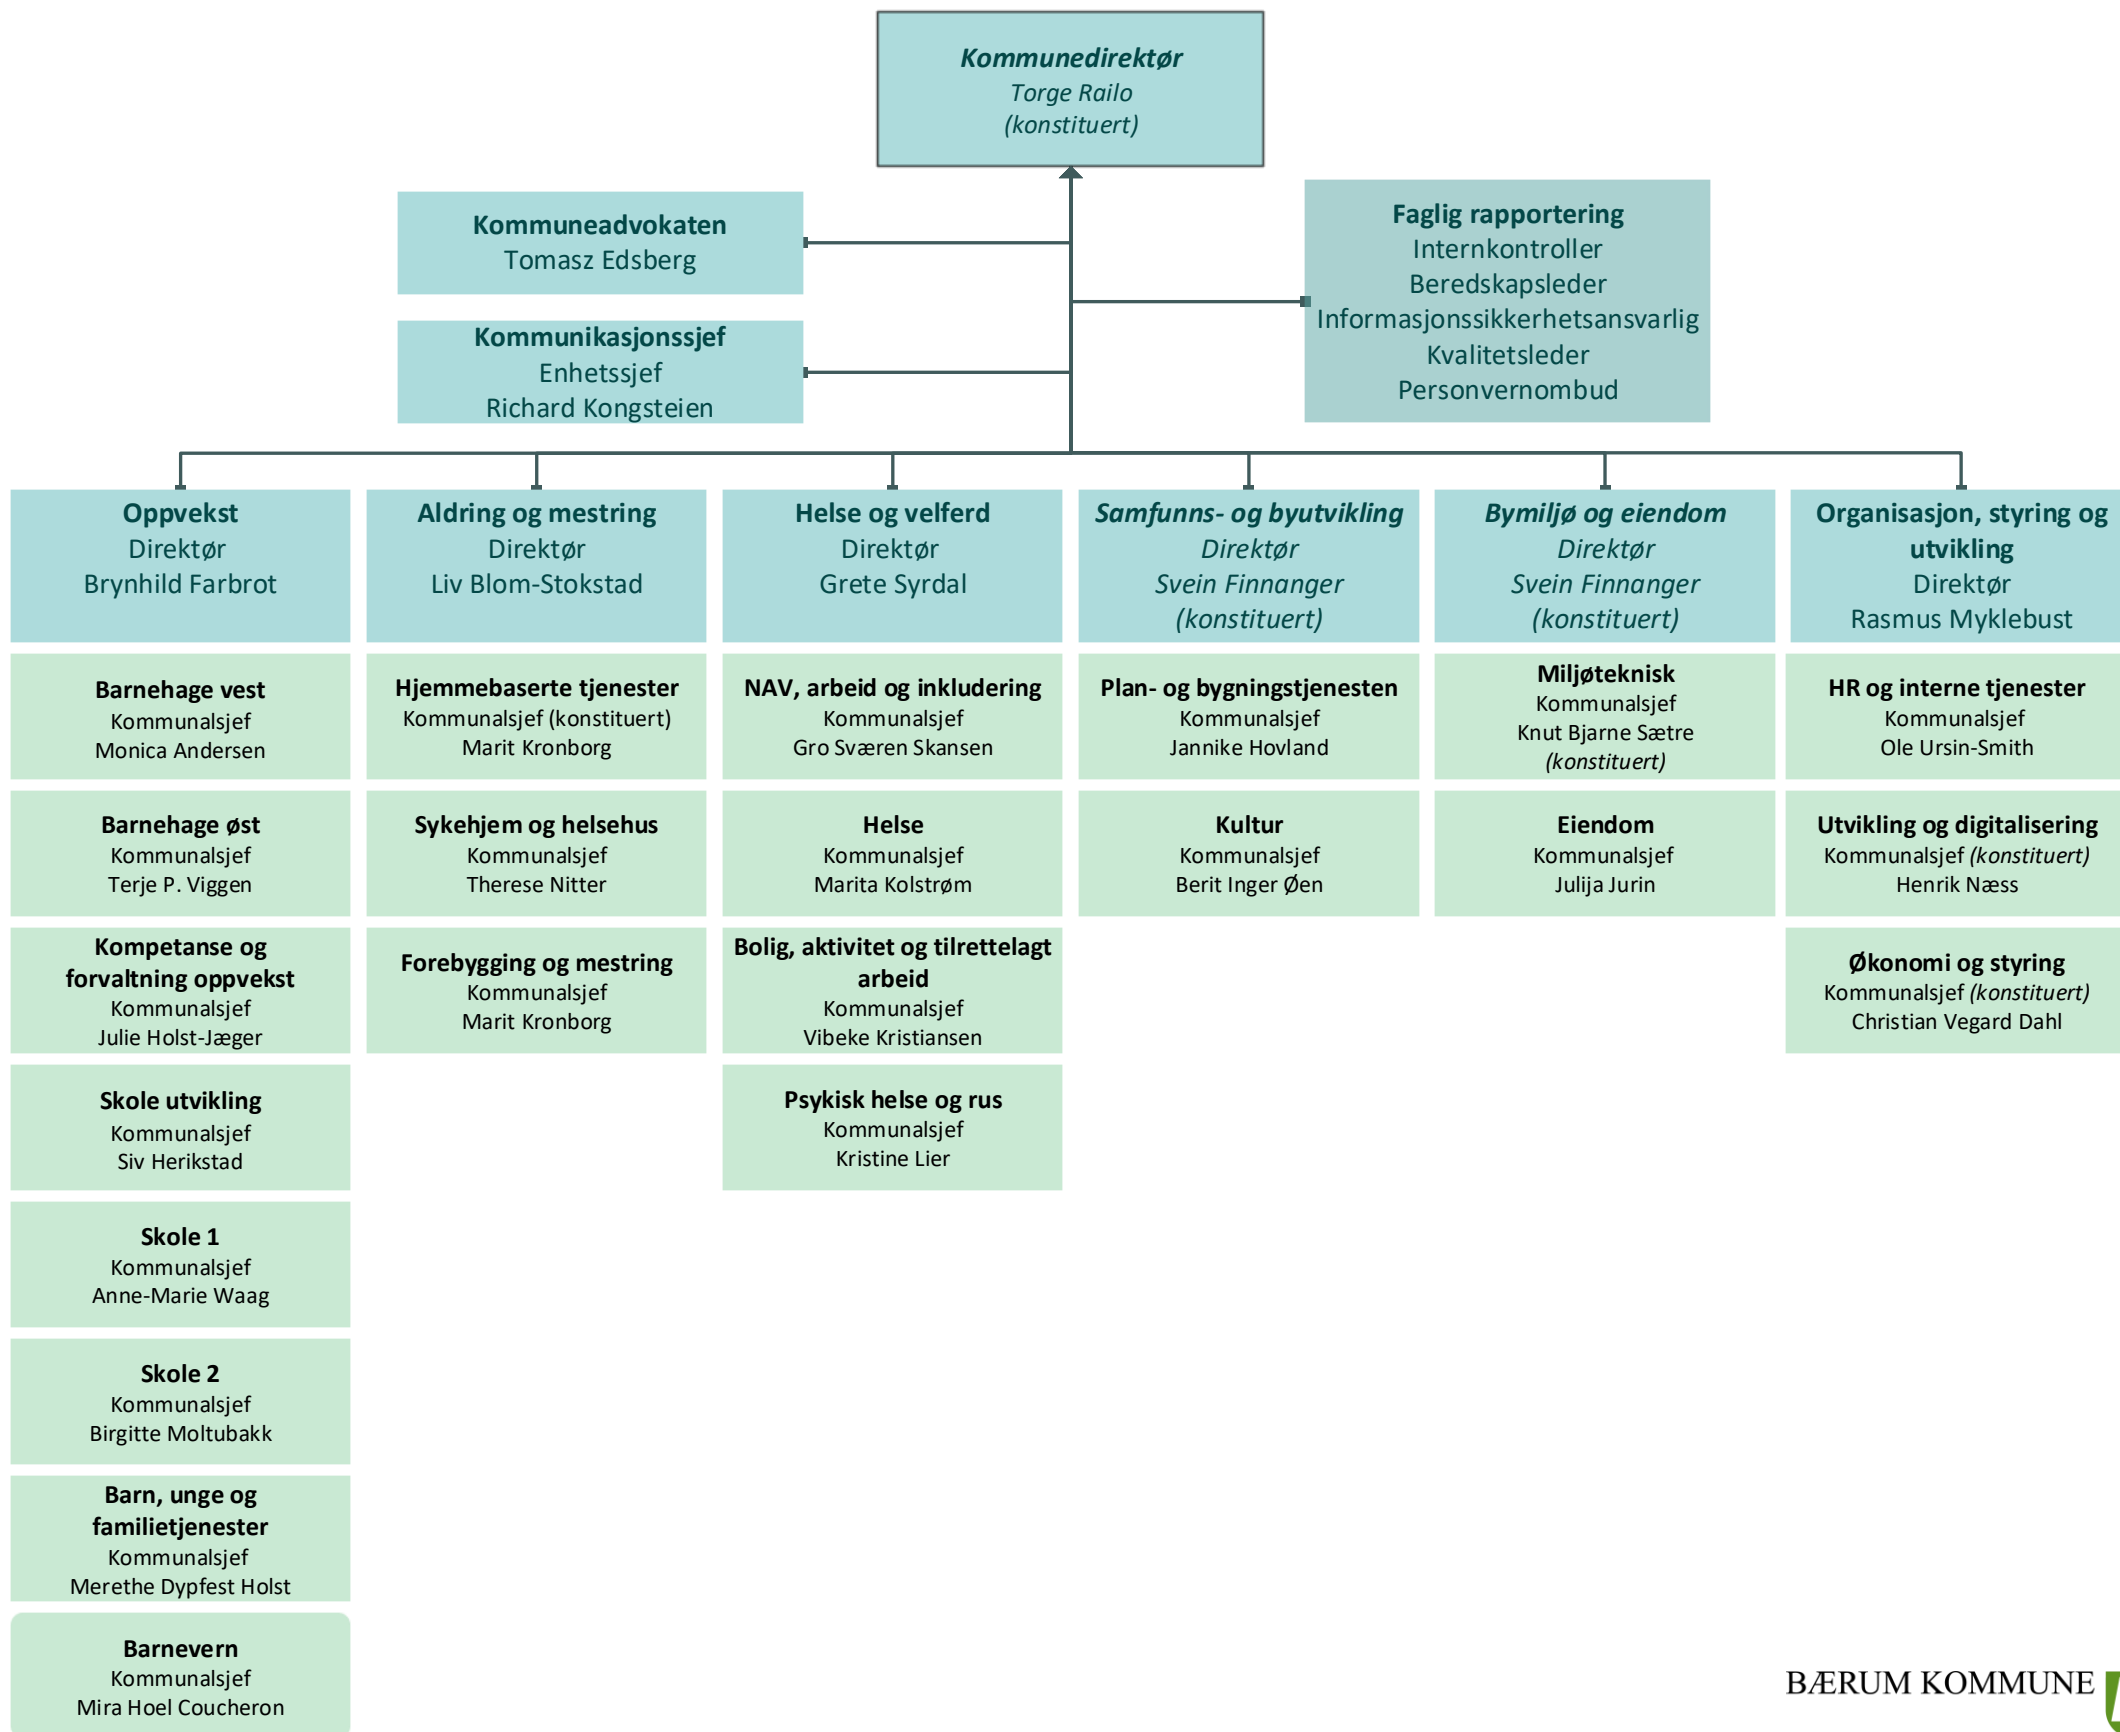 Kommunedirektør
Torge Railo
(konstituert)
Kommuneadvokaten
Tomasz Edsberg
Kommunikasjonssjef
Enhetssjef
Richard Kongsteien
Faglig rapportering
Internkontroller
Beredskapsleder
Informasjonssikkerhetsansvarlig
Kvalitetsleder
Personvernombud
Oppvekst
Direktør
Brynhild Farbrot
Barnehage vest
Kommunalsjef
Monica Andersen
Barnehage øst
Kommunalsjef
Terje P. Viggen
Kompetanse og
forvaltning oppvekst
Kommunalsjef
Julie Holst-Jæger
Skole utvikling
Kommunalsjef
Siv Herikstad
Skole 1
Kommunalsjef
Anne-Marie Waag
Skole 2
Kommunalsjef
Birgitte Moltubakk
Barn, unge og
familietjenester
Kommunalsjef
Merethe Dypfest Holst
Barnevern
Kommunalsjef
Mira Hoel Coucheron
Aldring og mestring
Direktør
Liv Blom-Stokstad
Hjemmebaserte tjenester
Kommunalsjef (konstituert)
Marit Kronborg
Sykehjem og helsehus
Kommunalsjef
Therese Nitter
Forebygging og mestring
Kommunalsjef
Marit Kronborg
Helse og velferd
Direktør
Grete Syrdal
NAV, arbeid og inkludering
Kommunalsjef
Gro Sværen Skansen
Helse
Kommunalsjef
Marita Kolstrøm
Bolig, aktivitet og tilrettelagt
arbeid
Kommunalsjef
Vibeke Kristiansen
Psykisk helse og rus
Kommunalsjef
Kristine Lier
Samfunns- og byutvikling
Direktør
Svein Finnanger
(konstituert)
Plan- og bygningstjenesten
Kommunalsjef
Jannike Hovland
Kultur
Kommunalsjef
Berit Inger Øen
Bymiljø og eiendom
Direktør
Svein Finnanger
(konstituert)
Miljøteknisk
Kommunalsjef
Knut Bjarne Sætre
(konstituert)
Eiendom
Kommunalsjef
Julija Jurin
Organisasjon, styring og
utvikling
Direktør
Rasmus Myklebust
HR og interne tjenester
Kommunalsjef
Ole Ursin-Smith
Utvikling og digitalisering
Kommunalsjef (konstituert)
Henrik Næss
Økonomi og styring
Kommunalsjef (konstituert)
Christian Vegard Dahl
BÆRUM KOMMUNE